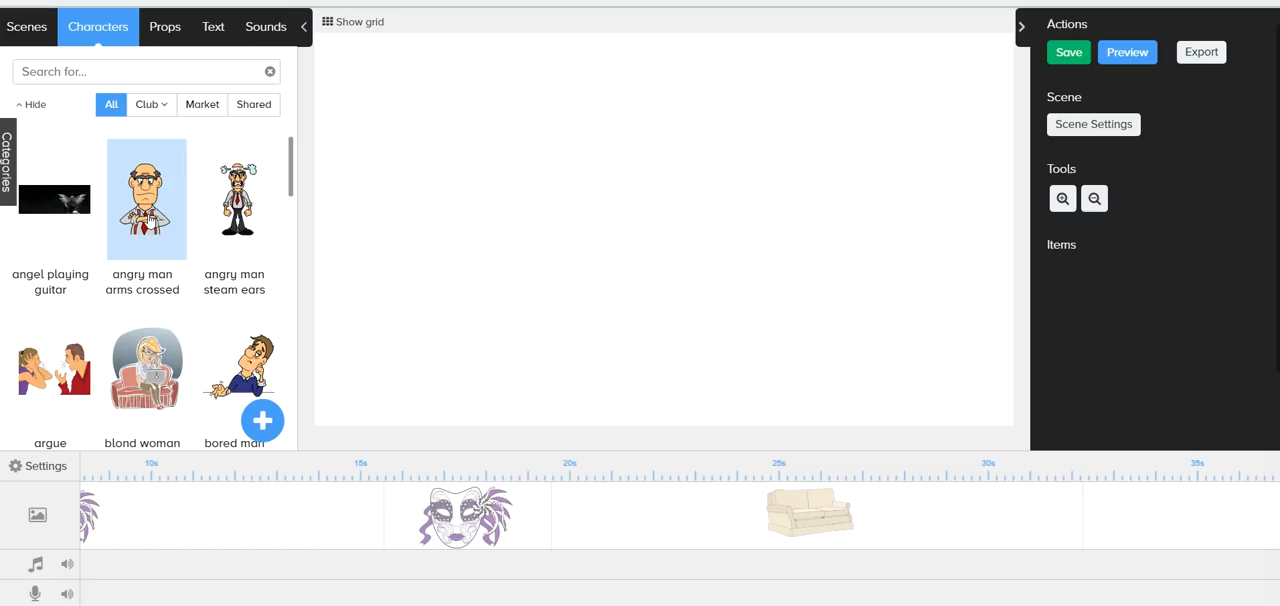 Scenes Characters Props Text Sounds
Show grid
Actions
Save Preview Export
Search for...
Hide All Club Market Shared
Categories
Scene
Scene Settings
Tools
Items
angel playing guitar
angry man arms crossed
angry man steam ears
argue
blond woman
bored man
Settings 10s 15s 20s 25s 30s 35s